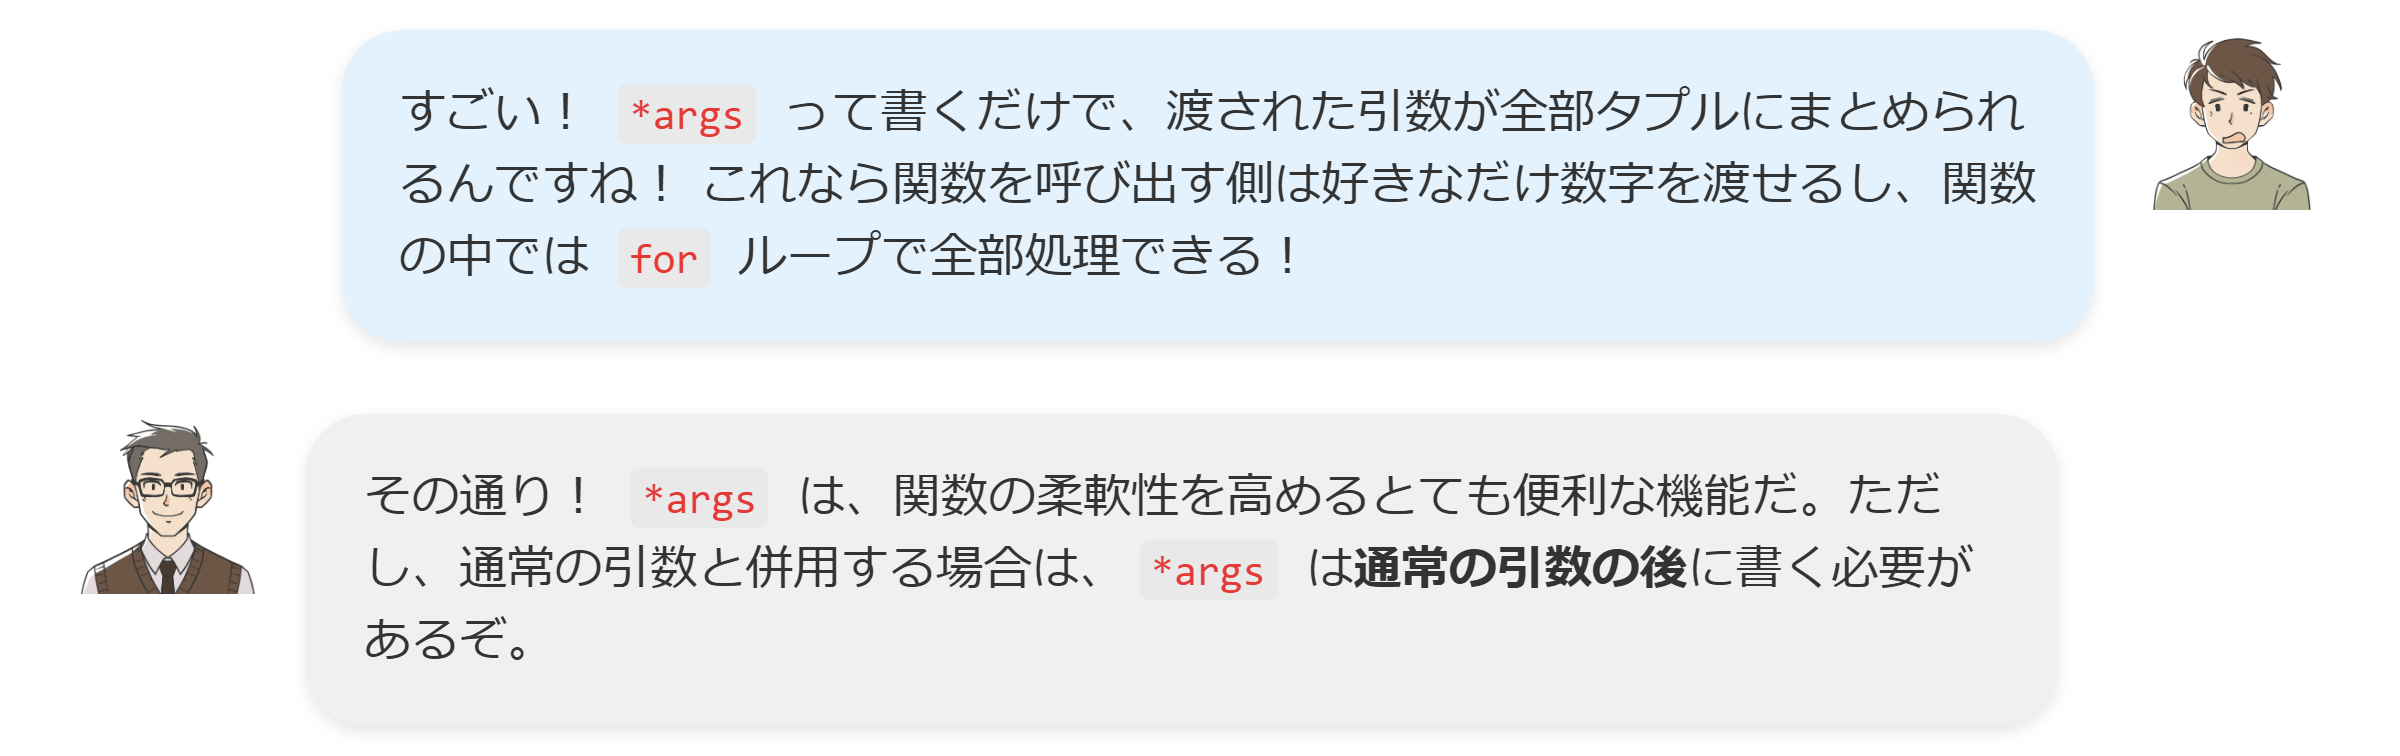 すごい！ *args って書くだけで、渡された引数が全部タプルにまとめられ
るんですね！ これなら関数を呼び出す側は好きなだけ数字を渡せるし、関数
の中では for ループで全部処理できる！
その通り！ *args は、関数の柔軟性を高めるとても便利な機能だ。ただ
し、通常の引数と併用する場合は、 *args は通常の引数の後に書く必要が
あるぞ。